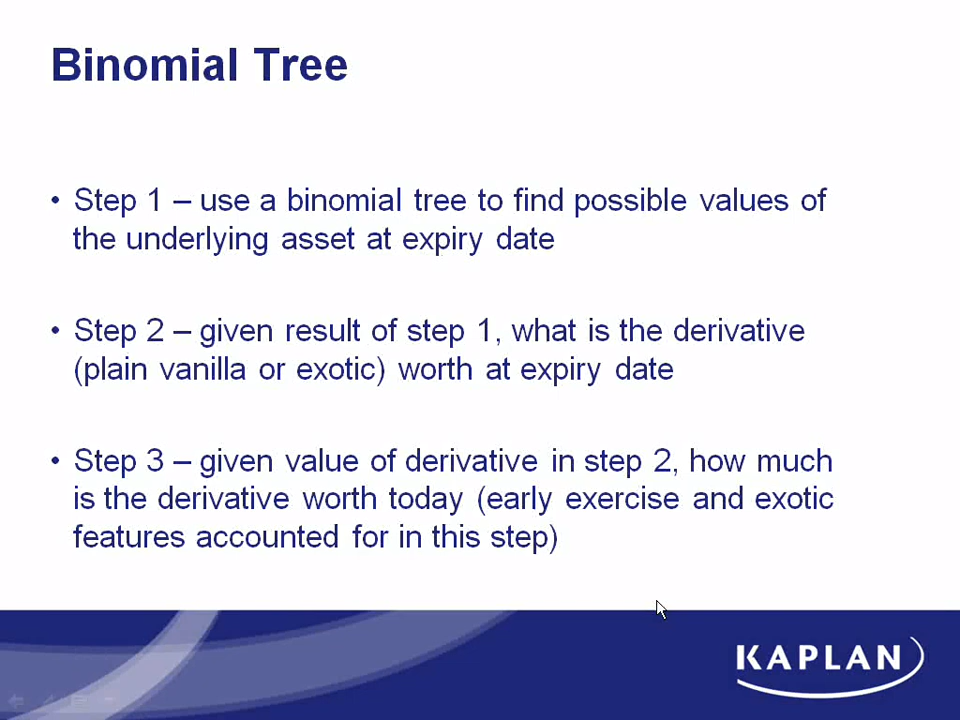 Binomial Tree
• Step 1 – use a binomial tree to find possible values of
the underlying asset at expiry date
• Step 2 – given result of step 1, what is the derivative
(plain vanilla or exotic) worth at expiry date
• Step 3 – given value of derivative in step 2, how much
is the derivative worth today (early exercise and exotic
features accounted for in this step)
KAPLAN